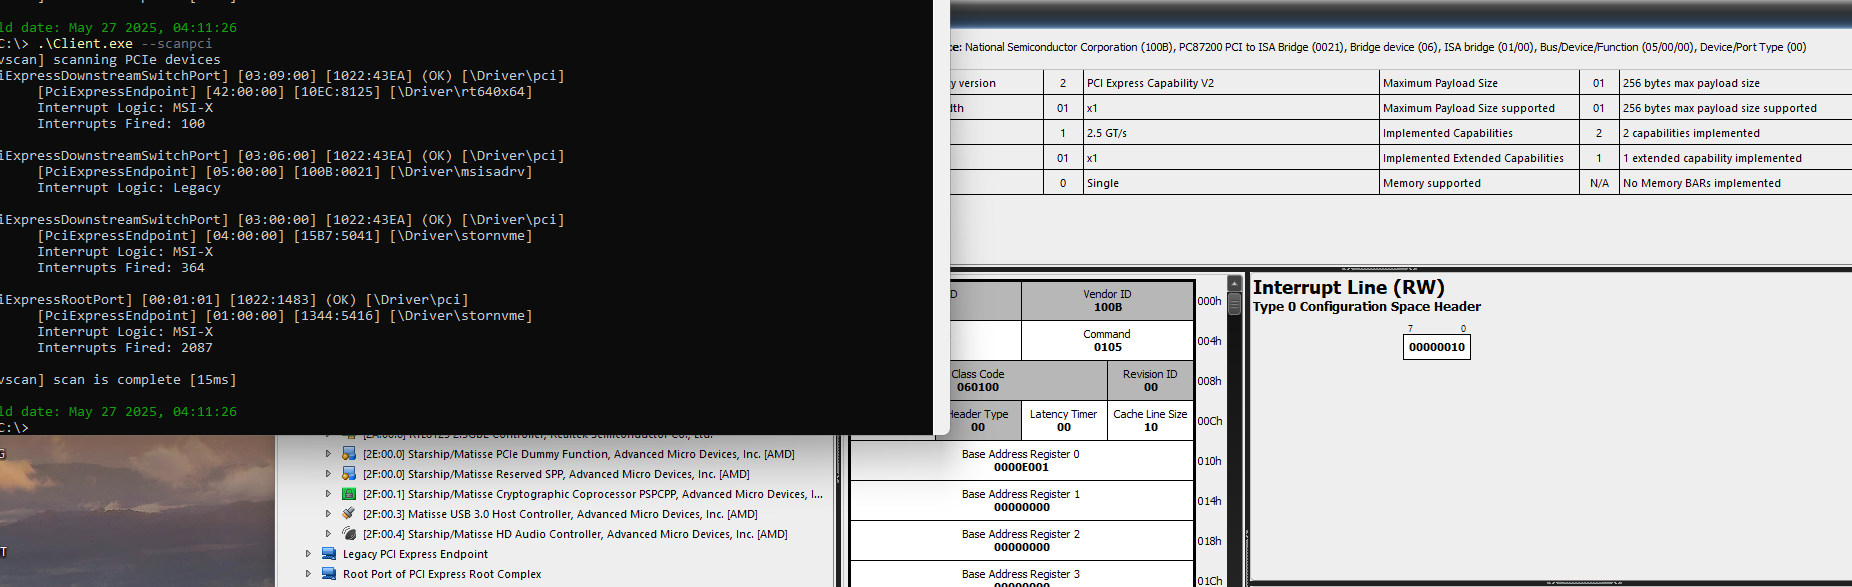 ld date: May 27 2025, 04:11:26
C:\> .\Client.exe --scanpci
vscan] scanning PCIe devices
iExpressDownstreamSwitchPort] [03:09:00] [1022:43EA] (OK) [\Driver\pci]
[PciExpressEndpoint] [42:00:00] [10EC:8125] [\Driver\rt640x64]
Interrupt Logic: MSI-X
Interrupts Fired: 100
iExpressDownstreamSwitchPort] [03:06:00] [1022:43EA] (OK) [\Driver\pci]
[PciExpressEndpoint] [05:00:00] [100B:0021] [\Driver\msisadrv]
Interrupt Logic: Legacy
iExpressDownstreamSwitchPort] [03:00:00] [1022:43EA] (OK) [\Driver\pci]
[PciExpressEndpoint] [04:00:00] [15B7:5041] [\Driver\stornvme]
Interrupt Logic: MSI-X
Interrupts Fired: 364
iExpressRootPort] [00:01:01] [1022:1483] (OK) [\Driver\pci]
[PciExpressEndpoint] [01:00:00] [1344:5416] [\Driver\stornvme]
Interrupt Logic: MSI-X
Interrupts Fired: 2087
vscan] scan is complete [15ms]
ld date: May 27 2025, 04:11:26
C:\>
ce: National Semiconductor Corporation (100B), PC87200 PCI to ISA Bridge (0021), Bridge device (06), ISA bridge (01/00), Bus/Device/Function (05/00/00), Device/Port Type (00)
y version 2 PCI Express Capability V2 Maximum Payload Size 01 256 bytes max payload size
dth 01 x1 Maximum Payload Size supported 01 256 bytes max payload size supported
1 2.5 GT/s Implemented Capabilities 2 2 capabilities implemented
01 x1 Implemented Extended Capabilities 1 1 extended capability implemented
0 Single Memory supported N/A No Memory BARs implemented
[2A:00.0] RTL8125 2.5GbE Controller, Realtek Semiconductor Co., Ltd.
[2E:00.0] Starship/Matisse PCIe Dummy Function, Advanced Micro Devices, Inc. [AMD]
[2F:00.0] Starship/Matisse Reserved SPP, Advanced Micro Devices, Inc. [AMD]
[2F:00.1] Starship/Matisse Cryptographic Coprocessor PSPCPP, Advanced Micro Devices, I...
[2F:00.3] Matisse USB 3.0 Host Controller, Advanced Micro Devices, Inc. [AMD]
[2F:00.4] Starship/Matisse HD Audio Controller, Advanced Micro Devices, Inc. [AMD]
Legacy PCI Express Endpoint
Root Port of PCI Express Root Complex
D Vendor ID 000h
100B
Command 004h
0105
Class Code Revision ID 008h
060100 00
Header Type Latency Timer Cache Line Size 00Ch
00 00 10
Base Address Register 0 010h
0000E001
Base Address Register 1 014h
00000000
Base Address Register 2 018h
00000000
Base Address Register 3 01Ch
00000000
Interrupt Line (RW)
Type 0 Configuration Space Header
7 0
00000010
G
T